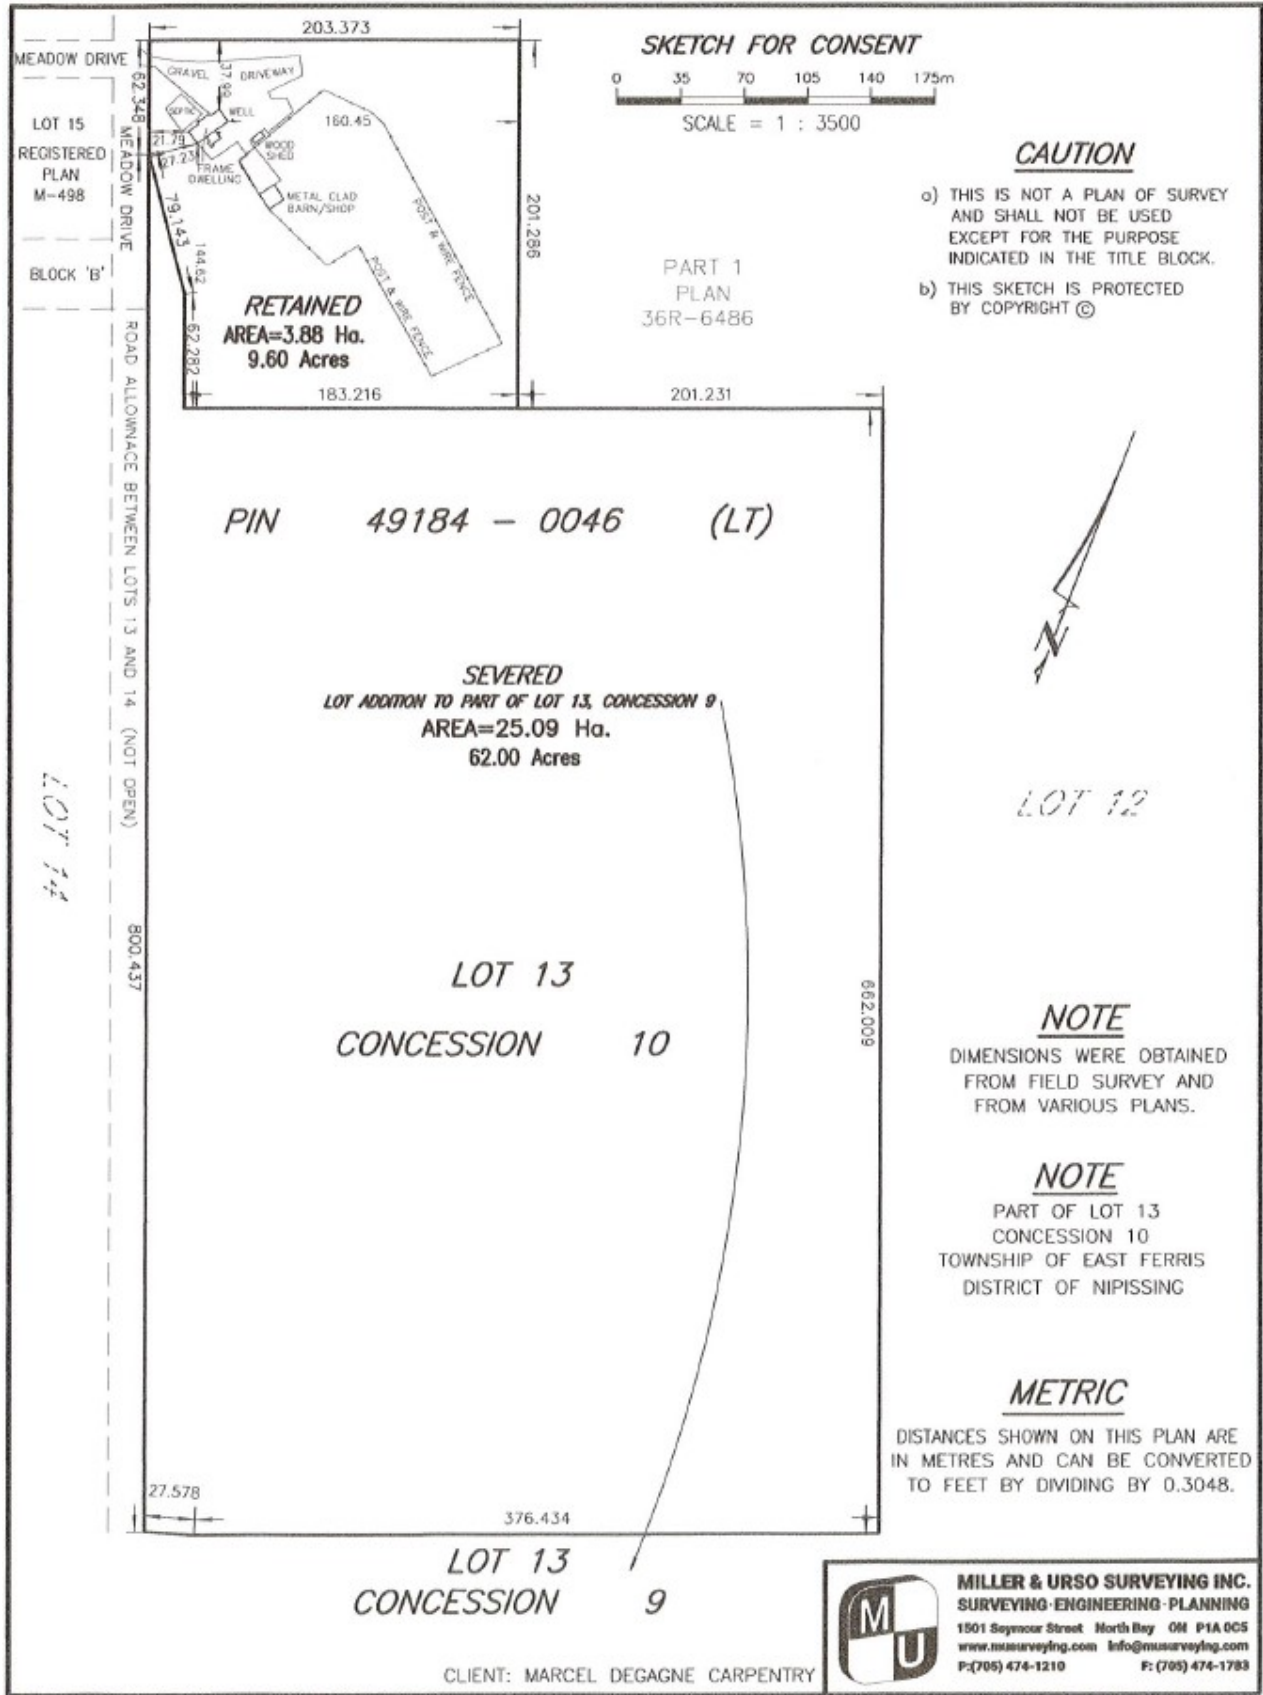 203.373
SKETCH FOR CONSENT
0 35 70 105 140 175m
SCALE = 1 : 3500
MEADOW DRIVE
LOT 15
REGISTERED
PLAN
M-498
BLOCK 'B'
62.348
MEADOW DRIVE
GRAVEL DRIVEWAY
37.99
SEPTIC
WELL
160.45
21.79
27.23
WOOD
SHED
FRAME
DWELLING
METAL CLAD
BARN/SHOP
79.143
144.62
62.282
POST & WIRE FENCE
POST & WIRE FENCE
201.286
RETAINED
AREA=3.88 Ha.
9.60 Acres
183.216
201.231
PART 1
PLAN
36R-6486
CAUTION
a) THIS IS NOT A PLAN OF SURVEY
AND SHALL NOT BE USED
EXCEPT FOR THE PURPOSE
INDICATED IN THE TITLE BLOCK.
b) THIS SKETCH IS PROTECTED
BY COPYRIGHT ©
ROAD ALLOWNACE BETWEEN LOTS 13 AND 14 (NOT OPEN)
PIN 49184 - 0046 (LT)
N
SEVERED
LOT ADDITION TO PART OF LOT 13, CONCESSION 9
AREA=25.09 Ha.
62.00 Acres
LOT 14
LOT 12
800.437
662.009
LOT 13
CONCESSION 10
NOTE
DIMENSIONS WERE OBTAINED
FROM FIELD SURVEY AND
FROM VARIOUS PLANS.
NOTE
PART OF LOT 13
CONCESSION 10
TOWNSHIP OF EAST FERRIS
DISTRICT OF NIPISSING
METRIC
DISTANCES SHOWN ON THIS PLAN ARE
IN METRES AND CAN BE CONVERTED
TO FEET BY DIVIDING BY 0.3048.
27.578
376.434
LOT 13
CONCESSION 9
CLIENT: MARCEL DEGAGNE CARPENTRY
MU
MILLER & URSO SURVEYING INC.
SURVEYING·ENGINEERING·PLANNING
1501 Seymour Street North Bay ON P1A 0C5
www.musurveying.com info@musurveying.com
P:(705) 474-1210 F: (705) 474-1783